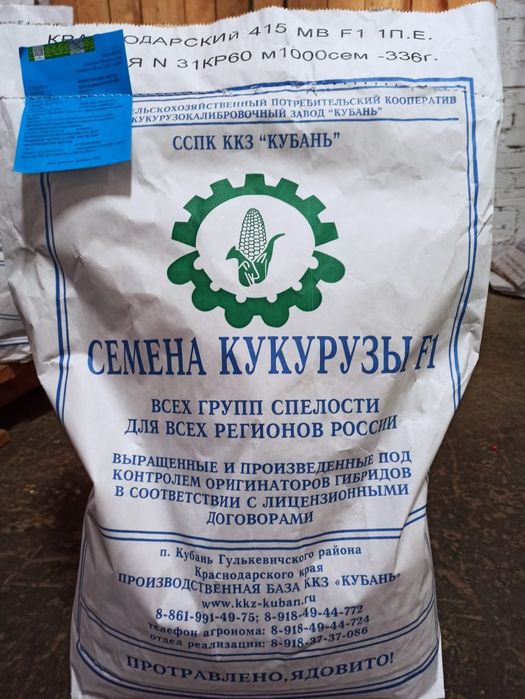 КРА ОДАРСКИЙ 415 МВ F1 1П.Е.
Я N 31КР60 м1000сем -336г.
ЕЛЬСКОХОЗЯЙСТВЕННЫЙ ПОТРЕБИТЕЛЬСКИЙ КООПЕРАТИВ
КУКУРУЗОКАЛИБРОВОЧНЫЙ ЗАВОД "КУБАНЬ"
ССПК ККЗ "КУБАНЬ"
СЕМЕНА КУКУРУЗЫ F1
ВСЕХ ГРУПП СПЕЛОСТИ
ДЛЯ ВСЕХ РЕГИОНОВ РОССИИ
ВЫРАЩЕННЫЕ И ПРОИЗВЕДЕННЫЕ ПОД
КОНТРОЛЕМ ОРИГИНАТОРОВ ГИБРИДОВ
В СООТВЕТСТВИИ С ЛИЦЕНЗИОННЫМИ
ДОГОВОРАМИ
п. Кубань Гулькевичского района
Краснодарского края
ПРОИЗВОДСТВЕННАЯ БАЗА ККЗ «КУБАНЬ»
www.kkz-kuban.ru
8-861-991-49-75; 8-918-49-44-772
телефон агронома: 8-918-49-44-724
отдел реализации: 8-918-37-37-086
ПРОТРАВЛЕНО, ЯДОВИТО!